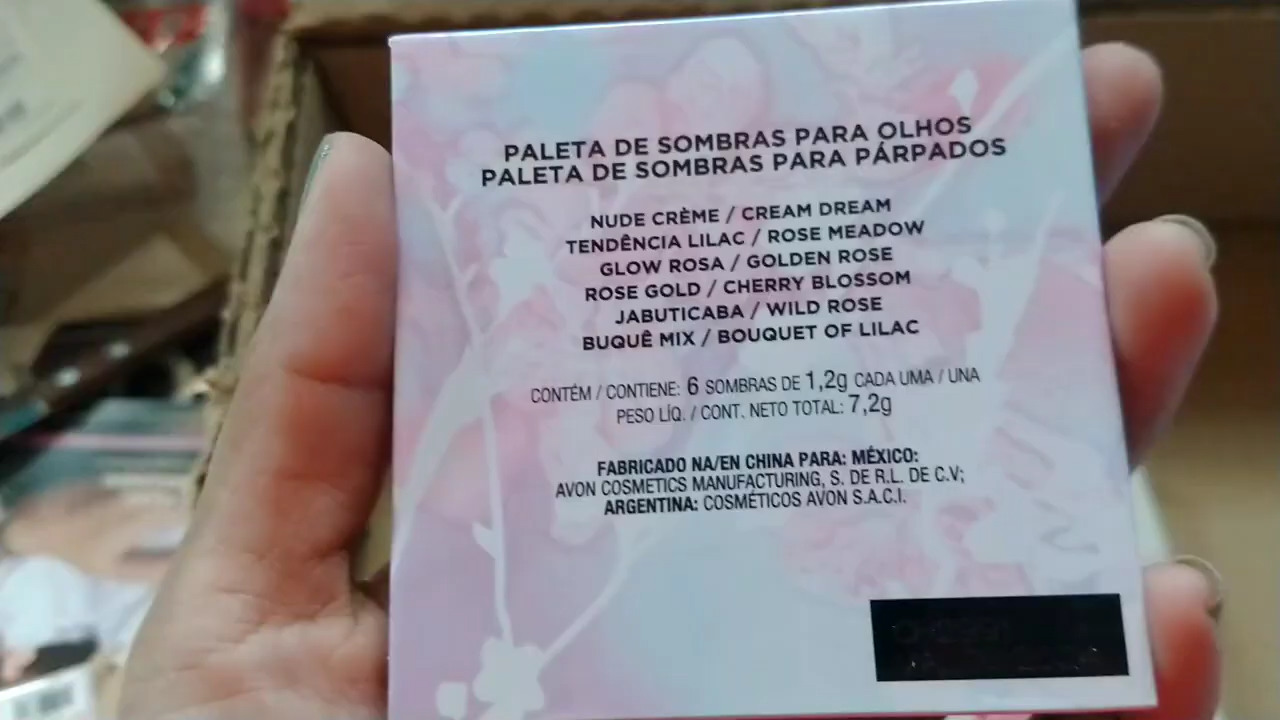 PALETA DE SOMBRAS PARA OLHOS
PALETA DE SOMBRAS PARA PÁRPADOS
NUDE CRÈME / CREAM DREAM
TENDÊNCIA LILAC / ROSE MEADOW
GLOW ROSA / GOLDEN ROSE
ROSE GOLD / CHERRY BLOSSOM
JABUTICABA / WILD ROSE
BUQUÊ MIX / BOUQUET OF LILAC
CONTÉM / CONTIENE: 6 SOMBRAS DE 1,2g CADA UMA / UNA
PESO LÍQ. / CONT. NETO TOTAL: 7,2g
FABRICADO NA/EN CHINA PARA: MÉXICO:
AVON COSMETICS MANUFACTURING, S. DE R.L. DE C.V;
ARGENTINA: COSMÉTICOS AVON S.A.C.I.